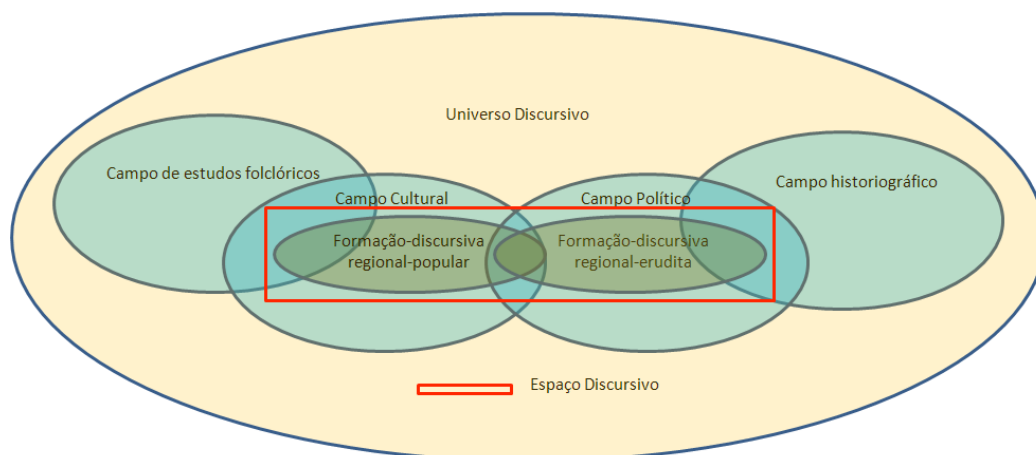 Universo Discursivo
Campo de estudos folclóricos
Campo historiográfico
Campo Cultural
Campo Político
Formação-discursiva
regional-popular
Formação-discursiva
regional-erudita
Espaço Discursivo